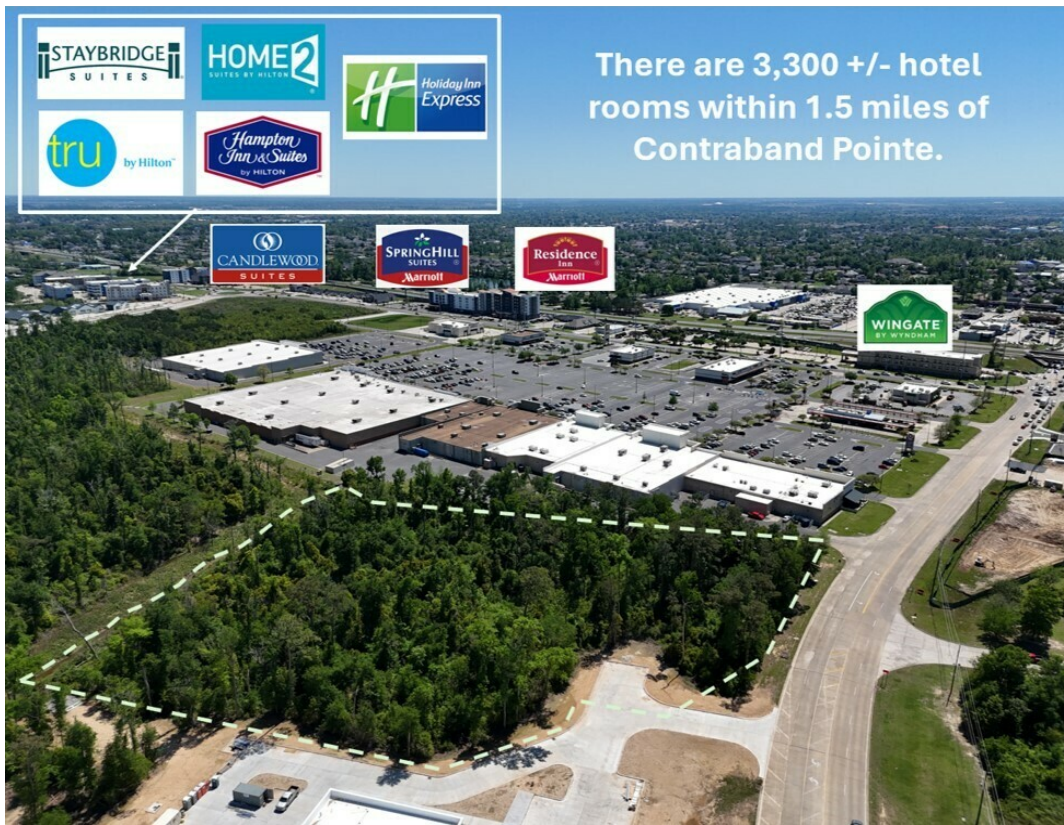 STAYBRIDGE
SUITES
HOME2
SUITES BY HILTON
Holiday Inn
Express
tru by Hilton
Hampton
Inn & Suites
by HILTON
There are 3,300 +/- hotel
rooms within 1.5 miles of
Contraband Pointe.
CANDLEWOOD
SUITES
SPRINGHILL
SUITES
Marriott
Residence
Inn
Marriott
WINGATE
BY WYNDHAM